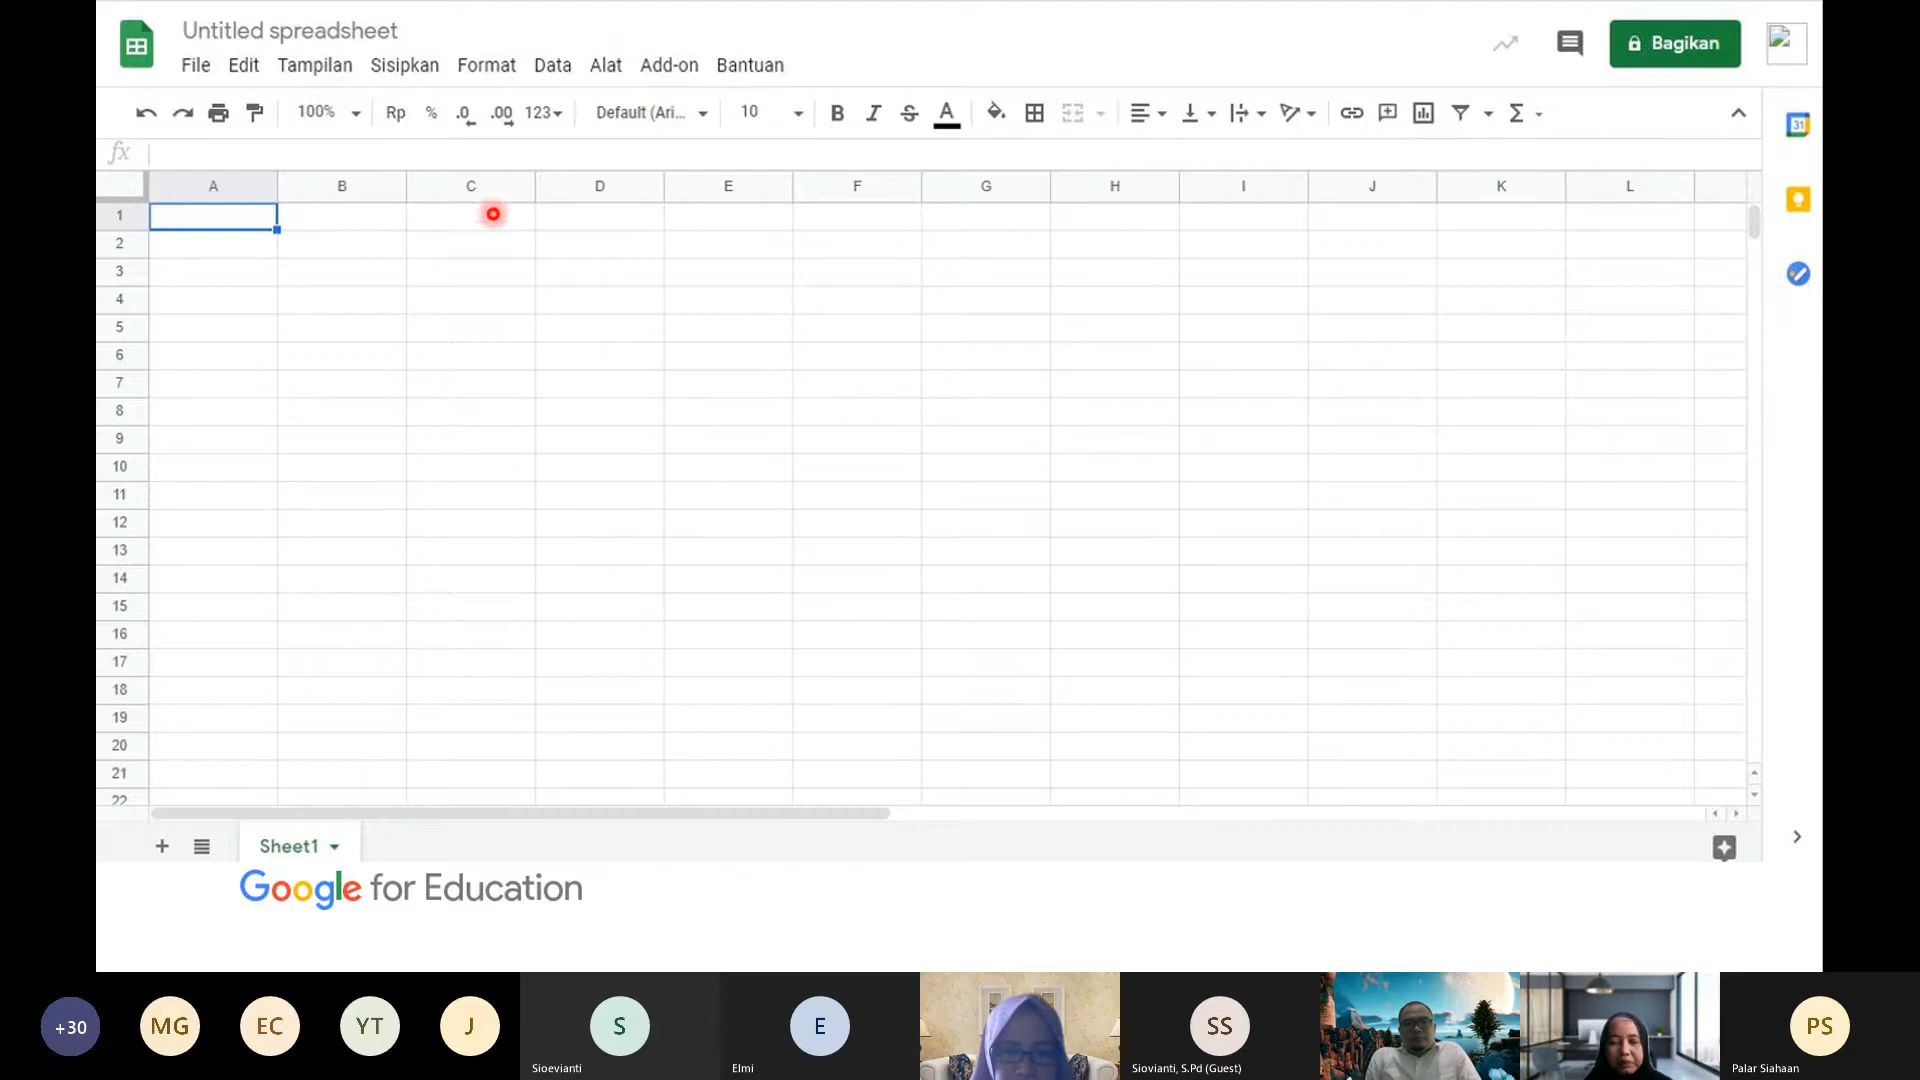 Untitled spreadsheet
File Edit Tampilan Sisipkan Format Data Alat Add-on Bantuan
Bagikan
100% Rp % .0 .00 123 Default (Ari... 10 B I S A Σ
31
fx
A B C D E F G H I J K L
1
2
3
4
5
6
7
8
9
10
11
12
13
14
15
16
17
18
19
20
21
22
+ Sheet1
Google for Education
+30 MG EC YT J S E SS PS
Sioevianti Elmi Siovianti, S.Pd (Guest) Palar Siahaan